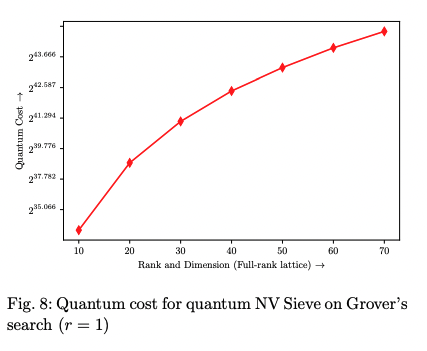 2^43.666
2^42.587
2^41.294
2^39.776
2^37.782
2^35.066
Quantum Cost →
10 20 30 40 50 60 70
Rank and Dimension (Full-rank lattice) →
Fig. 8: Quantum cost for quantum NV Sieve on Grover's
search (r = 1)